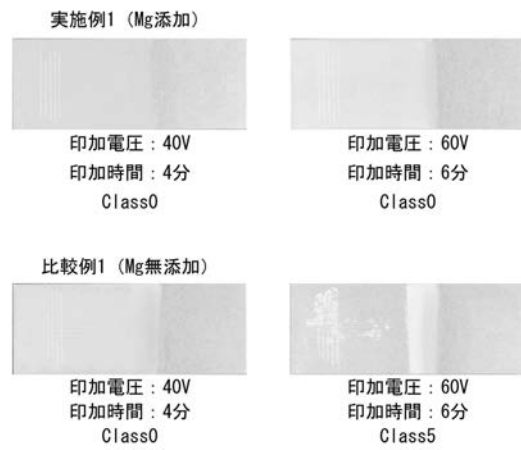 実施例1（Mg添加）
印加電圧：40V
印加時間：4分
Class0
印加電圧：60V
印加時間：6分
Class0
比較例1（Mg無添加）
印加電圧：40V
印加時間：4分
Class0
印加電圧：60V
印加時間：6分
Class5